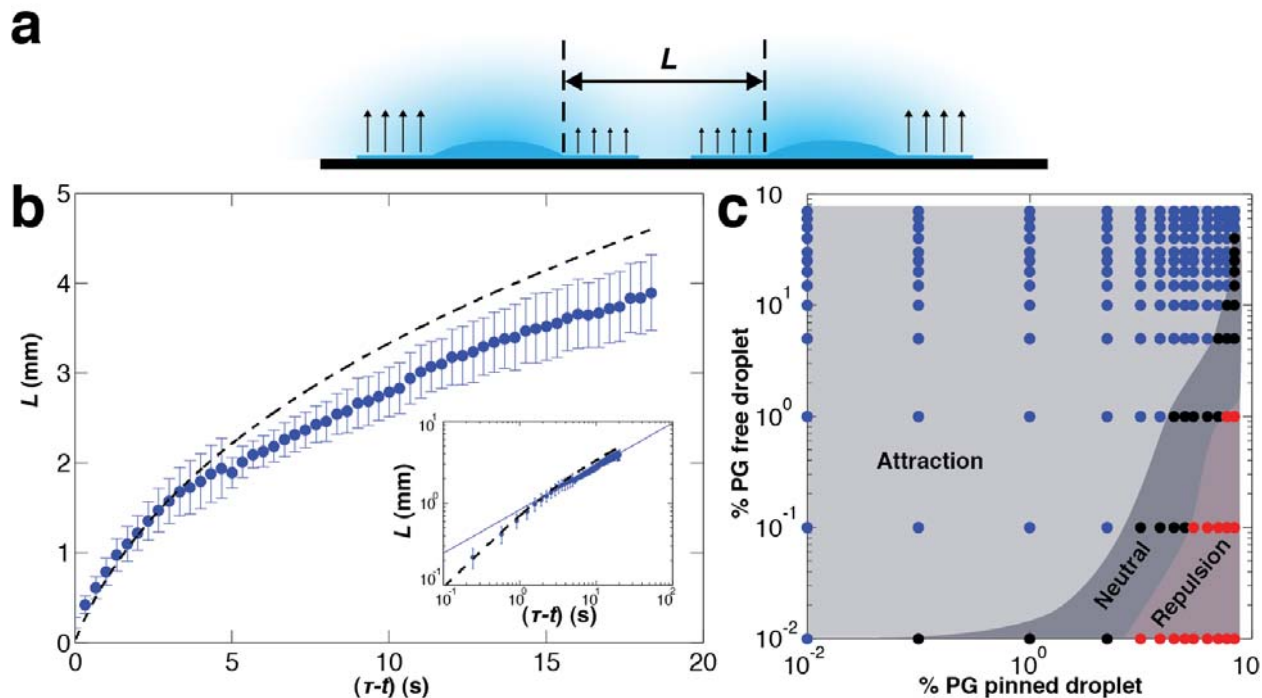 a
L
b
5
4
3
2
1
0
L (mm)
0
5
10
15
20
(τ-t) (s)
10¹
10⁰
10⁻¹
L (mm)
10⁻¹
10⁰
10¹
10²
(τ-t) (s)
c
10
10¹
10⁰
10⁻¹
10⁻²
% PG free droplet
Attraction
Neutral
Repulsion
10⁻²
10⁰
10
% PG pinned droplet